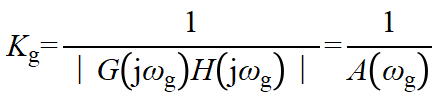 K_g = 1 / | G(jω_g)H(jω_g) | = 1 / A(ω_g)